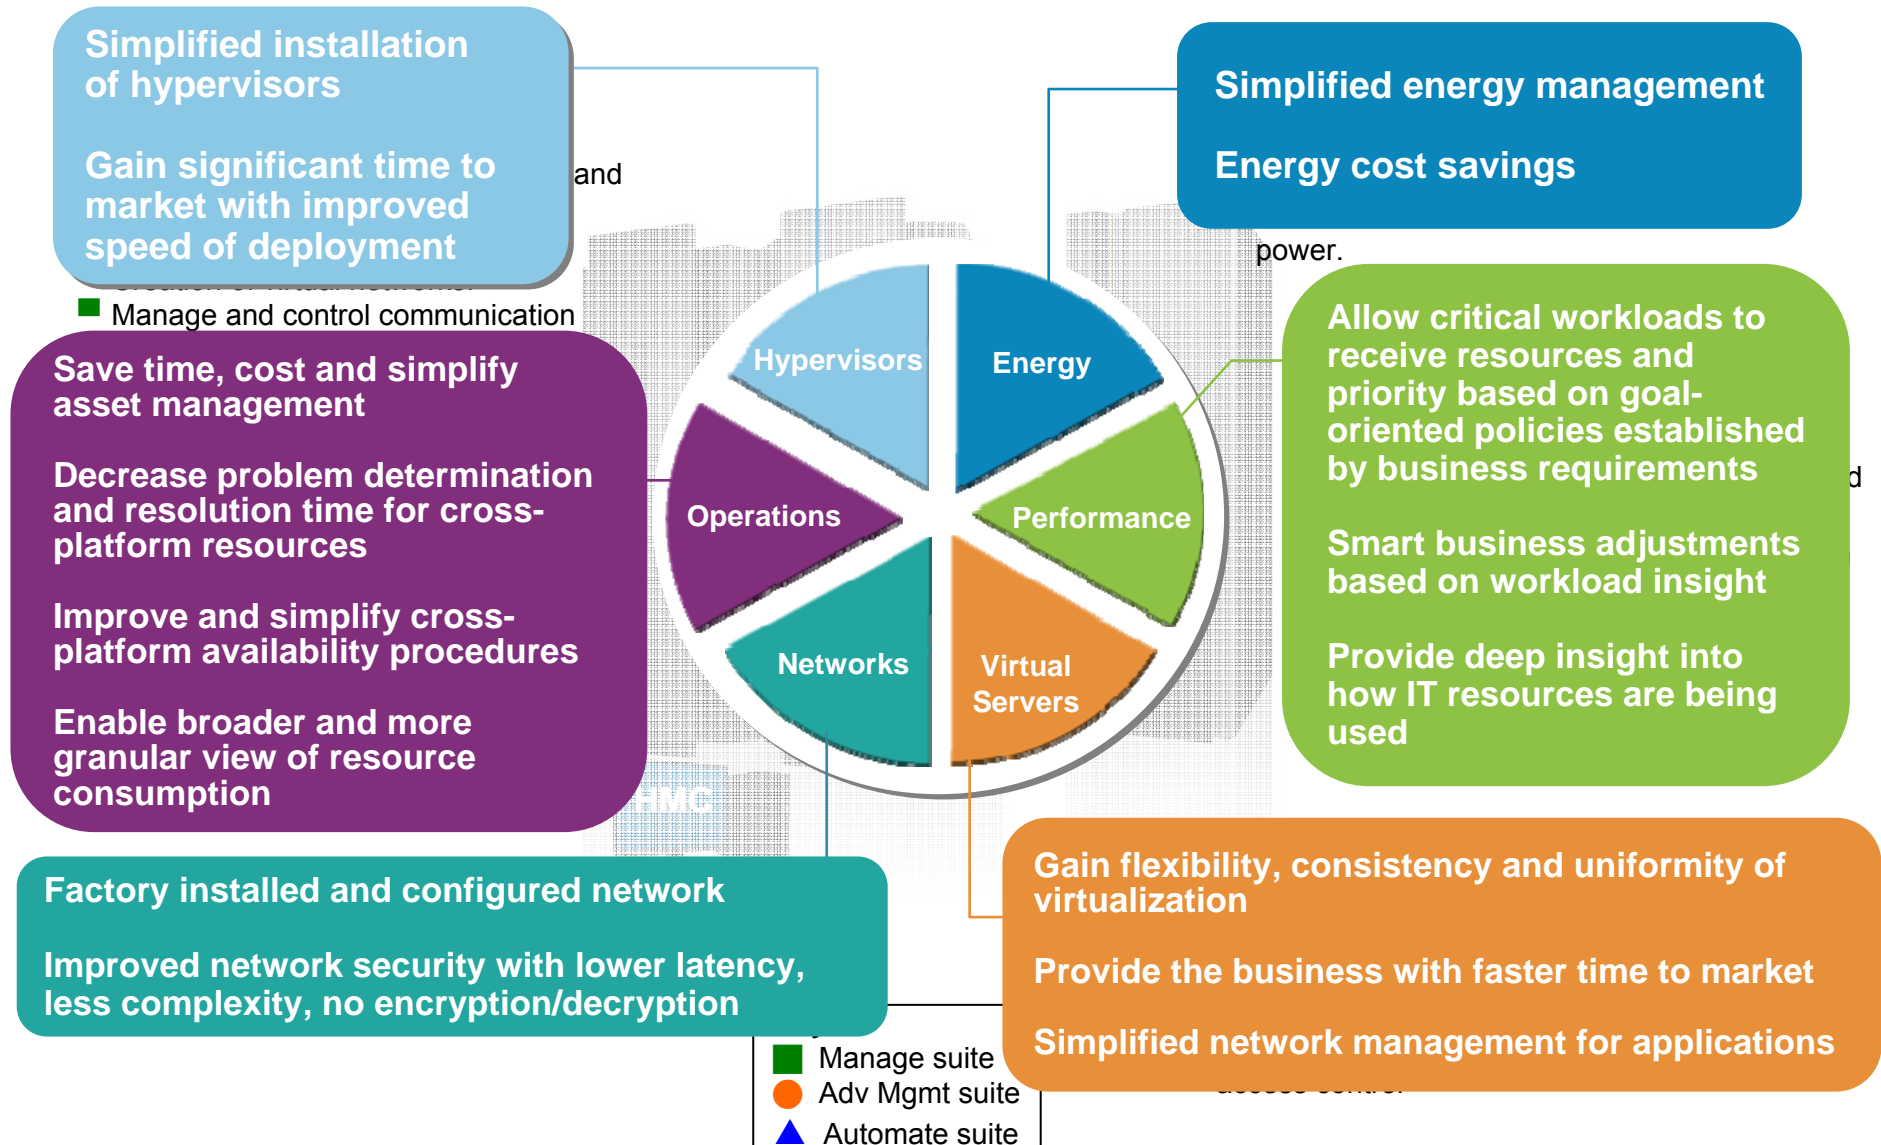 Simplified installation
of hypervisors
Gain significant time to
market with improved
speed of deployment
and
Manage and control communication
Simplified energy management
Energy cost savings
power.
Save time, cost and simplify
asset management
Decrease problem determination
and resolution time for cross-
platform resources
Improve and simplify cross-
platform availability procedures
Enable broader and more
granular view of resource
consumption
Hypervisors
Energy
Operations
Performance
Networks
Virtual
Servers
HMC
Allow critical workloads to
receive resources and
priority based on goal-
oriented policies established
by business requirements
Smart business adjustments
based on workload insight
Provide deep insight into
how IT resources are being
used
d
Factory installed and configured network
Improved network security with lower latency,
less complexity, no encryption/decryption
Gain flexibility, consistency and uniformity of
virtualization
Provide the business with faster time to market
Simplified network management for applications
Manage suite
Adv Mgmt suite
Automate suite